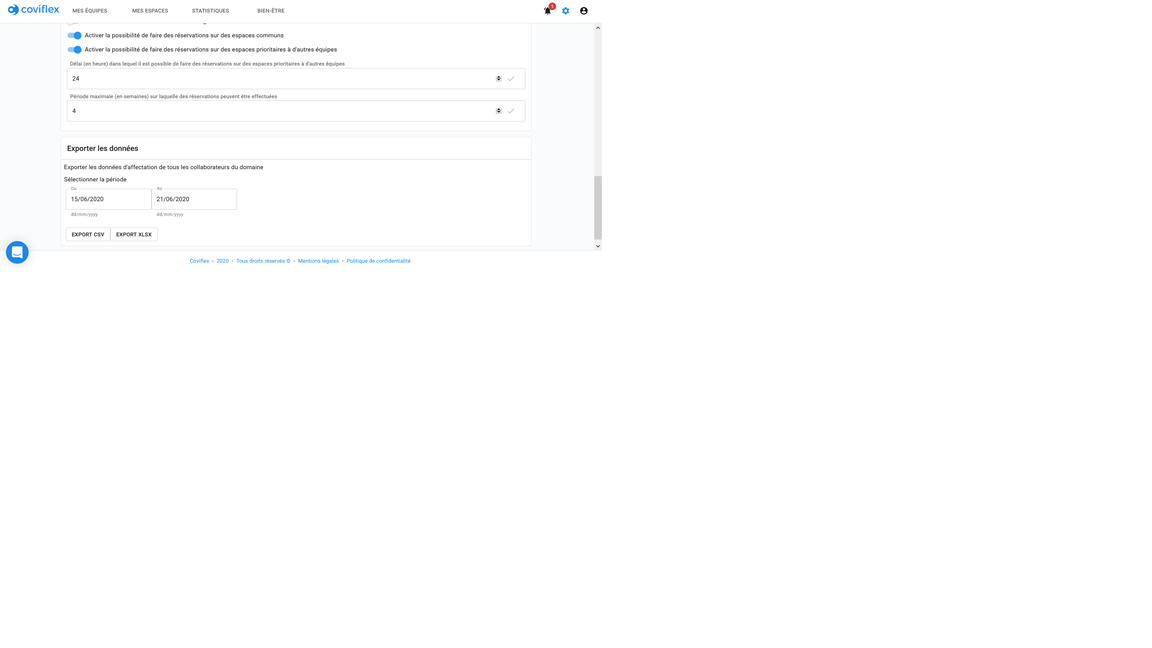 coviflex
MES ÉQUIPES
MES ESPACES
STATISTIQUES
BIEN-ÊTRE
1
Activer la possibilité de faire des réservations sur des espaces communs
Activer la possibilité de faire des réservations sur des espaces prioritaires à d'autres équipes
Délai (en heure) dans lequel il est possible de faire des réservations sur des espaces prioritaires à d'autres équipes
24
Période maximale (en semaines) sur laquelle des réservations peuvent être effectuées
4
Exporter les données
Exporter les données d'affectation de tous les collaborateurs du domaine
Sélectionner la période
Du
Au
15/06/2020
21/06/2020
dd/mm/yyyy
dd/mm/yyyy
EXPORT CSV
EXPORT XLSX
Coviflex - 2020 - Tous droits réservés © - Mentions légales - Politique de confidentialité